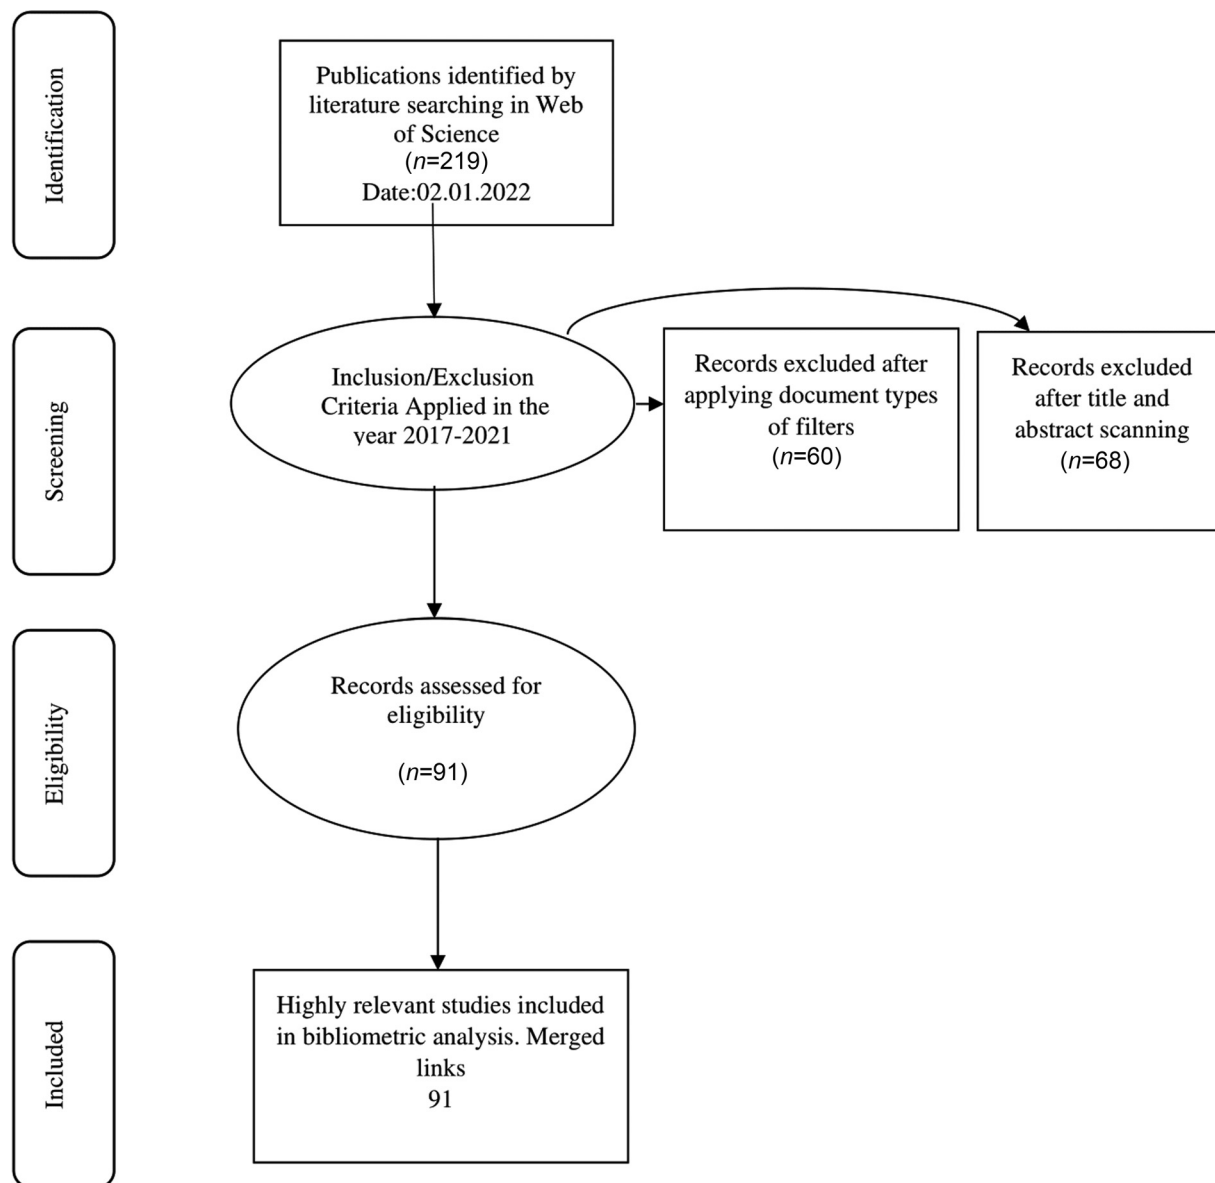 Identification
Publications identified by
literature searching in Web
of Science
(n=219)
Date:02.01.2022
Screening
Inclusion/Exclusion
Criteria Applied in the
year 2017-2021
Records excluded after
applying document types
of filters
(n=60)
Records excluded
after title and
abstract scanning
(n=68)
Eligibility
Records assessed for
eligibility
(n=91)
Included
Highly relevant studies included
in bibliometric analysis. Merged
links
91